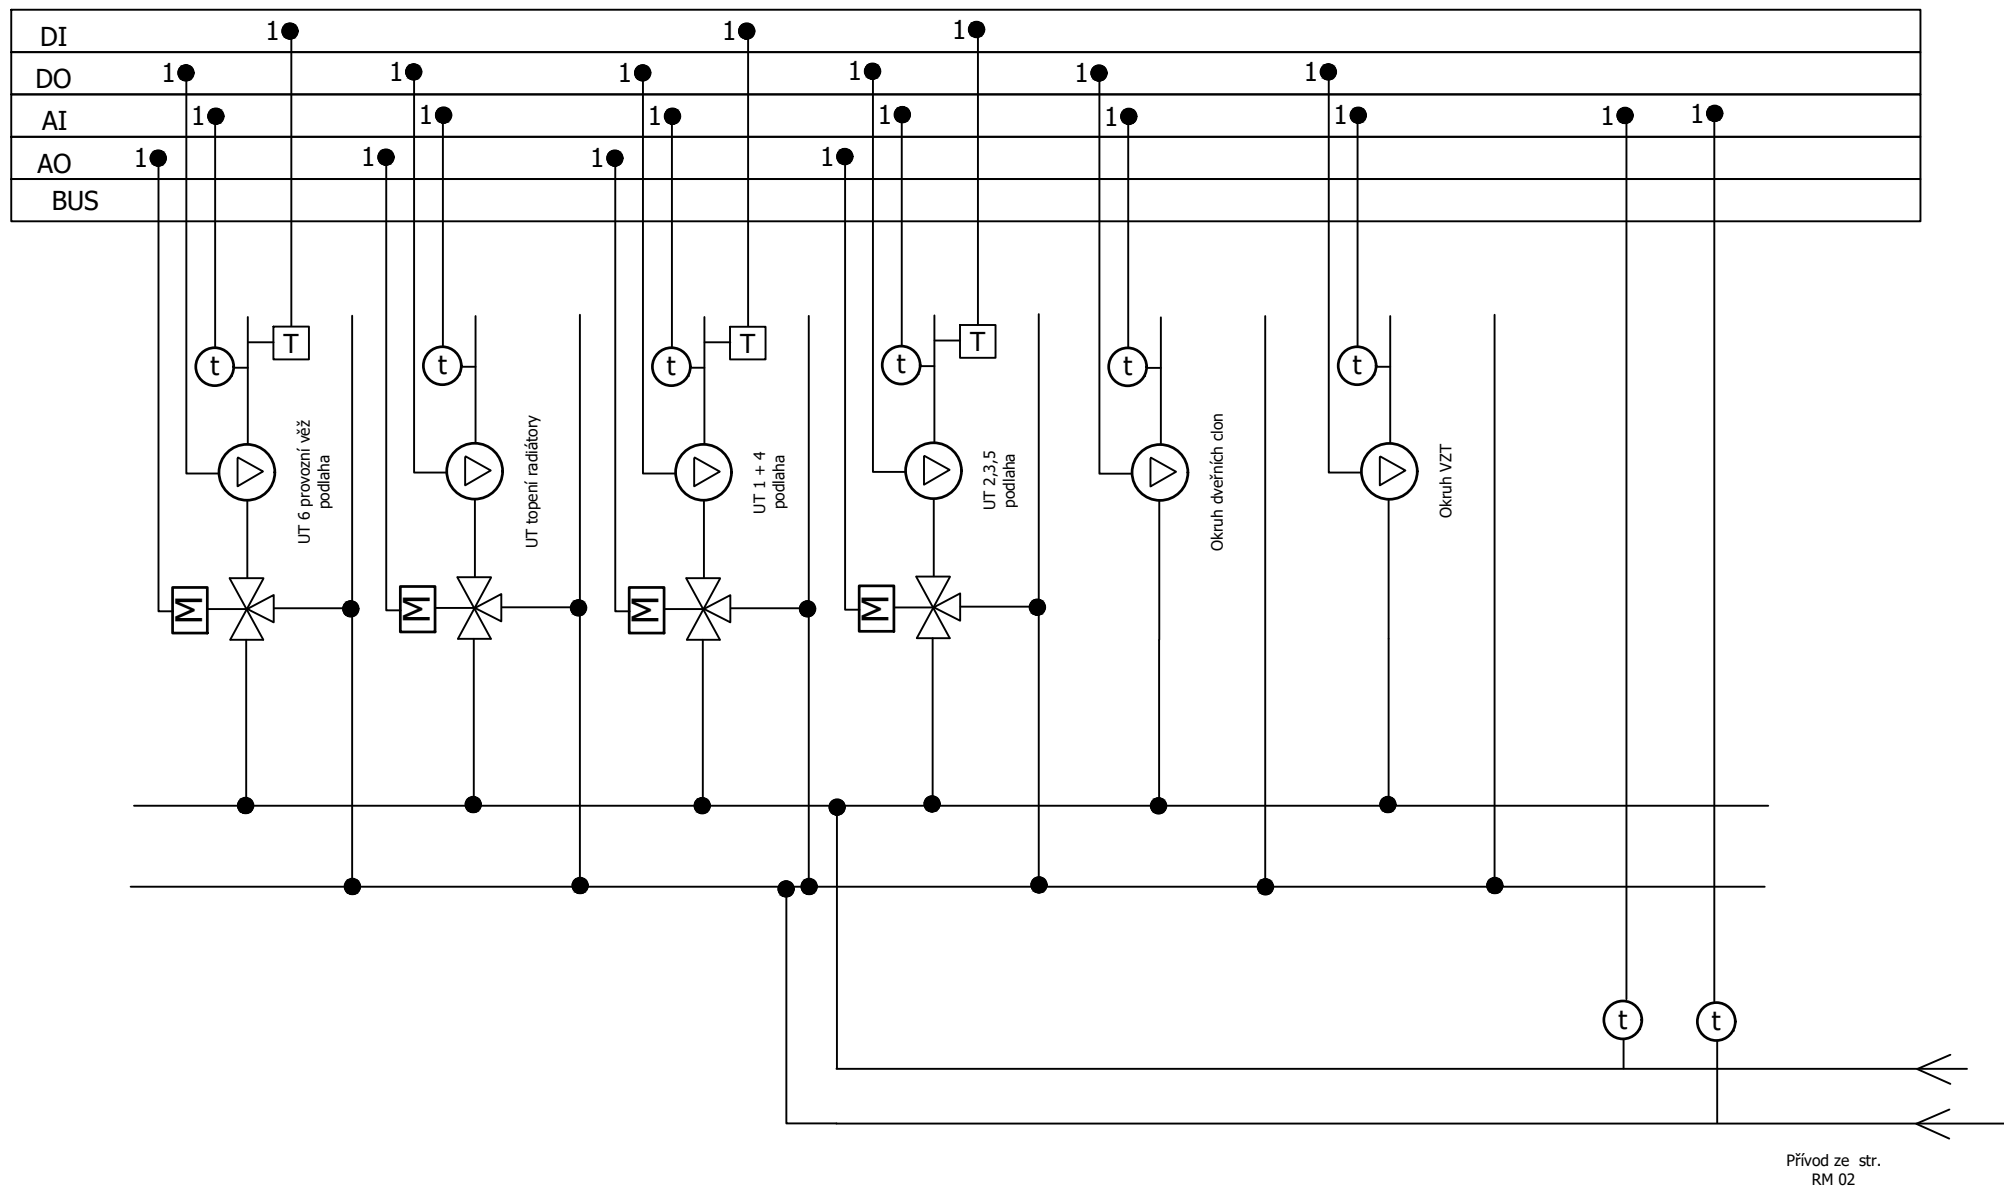 DI 1 1 1
DO 1 1 1 1 1 1
AI 1 1 1 1 1 1 1 1
AO 1 1 1 1
BUS
T T T
t t t t t t
UT 6 provozní věž
podlaha
UT topení radiátory
UT 1 + 4
podlaha
UT 2,3,5
podlaha
Okruh dveřních clon
Okruh VZT
M M M M
t t
Přívod ze str.
RM 02